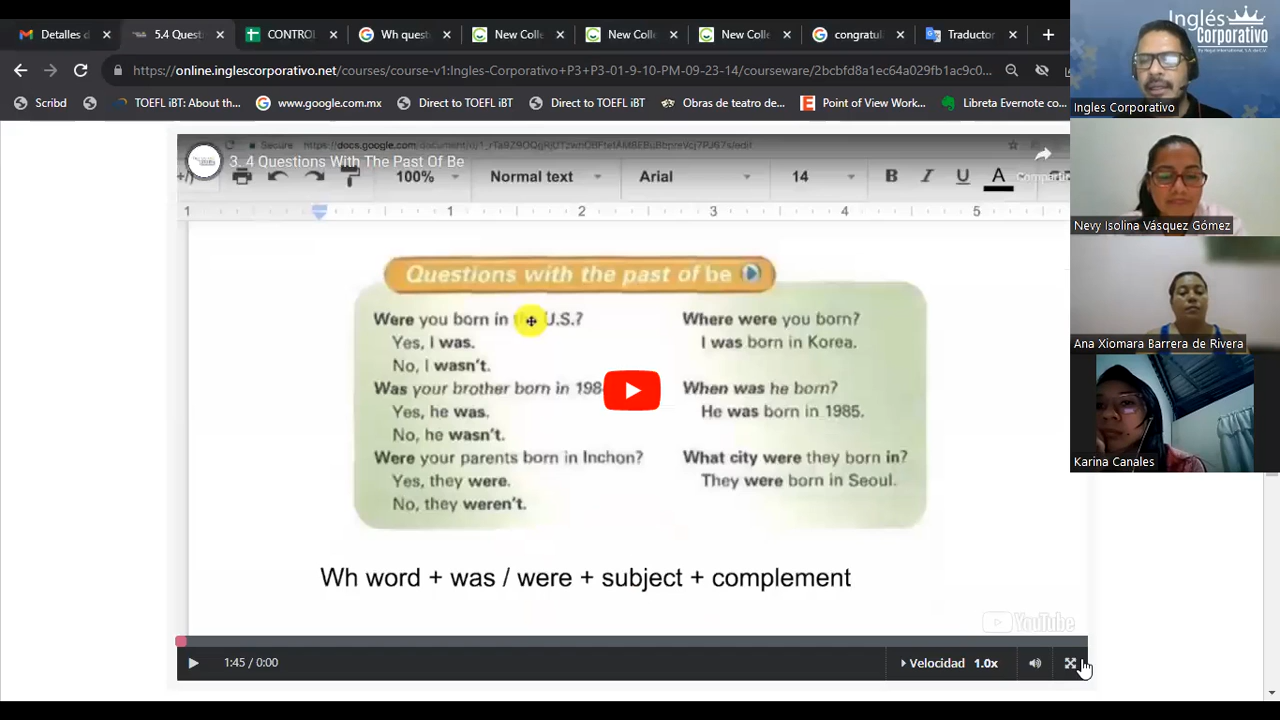 Detalles d
5.4 Quest
CONTROL
Wh quest
New Colle
New Colle
New Colle
congratul
Traductor
https://online.inglescorporativo.net/courses/course-v1:Ingles-Corporativo+P3+P3-01-9-10-PM-09-23-14/courseware/2bcbfd8a1ec64a029fb1ac9c0...
Scribd
TOEFL iBT: About th...
www.google.com.mx
Direct to TOEFL iBT
Direct to TOEFL iBT
Obras de teatro de...
Point of View Work...
Libreta Evernote co...
Inglés
Corporativo
Ingles Corporativo
Nevy Isolina Vásquez Gómez
Ana Xiomara Barrera de Rivera
Karina Canales
Secure
3. 4 Questions With The Past Of Be
100%
Normal text
Arial
14
B I U A
1 1 2 3 4 5
Questions with the past of be
Were you born in the U.S.?
Yes, I was.
No, I wasn't.
Was your brother born in 198
Yes, he was.
No, he wasn't.
Were your parents born in Inchon?
Yes, they were.
No, they weren't.
Where were you born?
I was born in Korea.
When was he born?
He was born in 1985.
What city were they born in?
They were born in Seoul.
Wh word + was / were + subject + complement
YouTube
1:45 / 0:00
Velocidad 1.0x